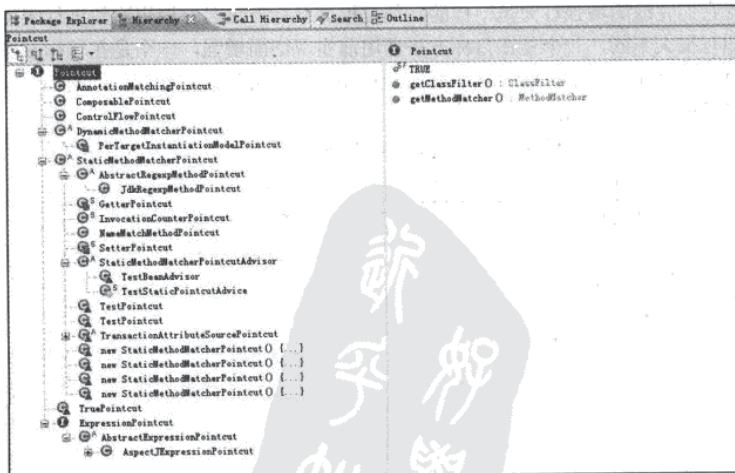 Package Explorer Hierarchy Call Hierarchy Search Outline
Pointcut
Pointcut
AnnotationMatchingPointcut
ComposablePointcut
ControlFlowPointcut
DynamicMethodMatcherPointcut
PerTargetInstantiationModelPointcut
StaticMethodMatcherPointcut
AbstractRegexpMethodPointcut
JdkRegexpMethodPointcut
GetterPointcut
InvocationCounterPointcut
NameMatchMethodPointcut
SetterPointcut
StaticMethodMatcherPointcutAdvisor
TestBeanAdvisor
TestStaticPointcutAdvice
TestPointcut
TestPointcut
TransactionAttributeSourcePointcut
new StaticMethodMatcherPointcut() {...}
new StaticMethodMatcherPointcut() {...}
new StaticMethodMatcherPointcut() {...}
new StaticMethodMatcherPointcut() {...}
TruePointcut
ExpressionPointcut
AbstractExpressionPointcut
AspectJExpressionPointcut
Pointcut
TRUE
getClassFilter() : ClassFilter
getMethodMatcher() : MethodMatcher